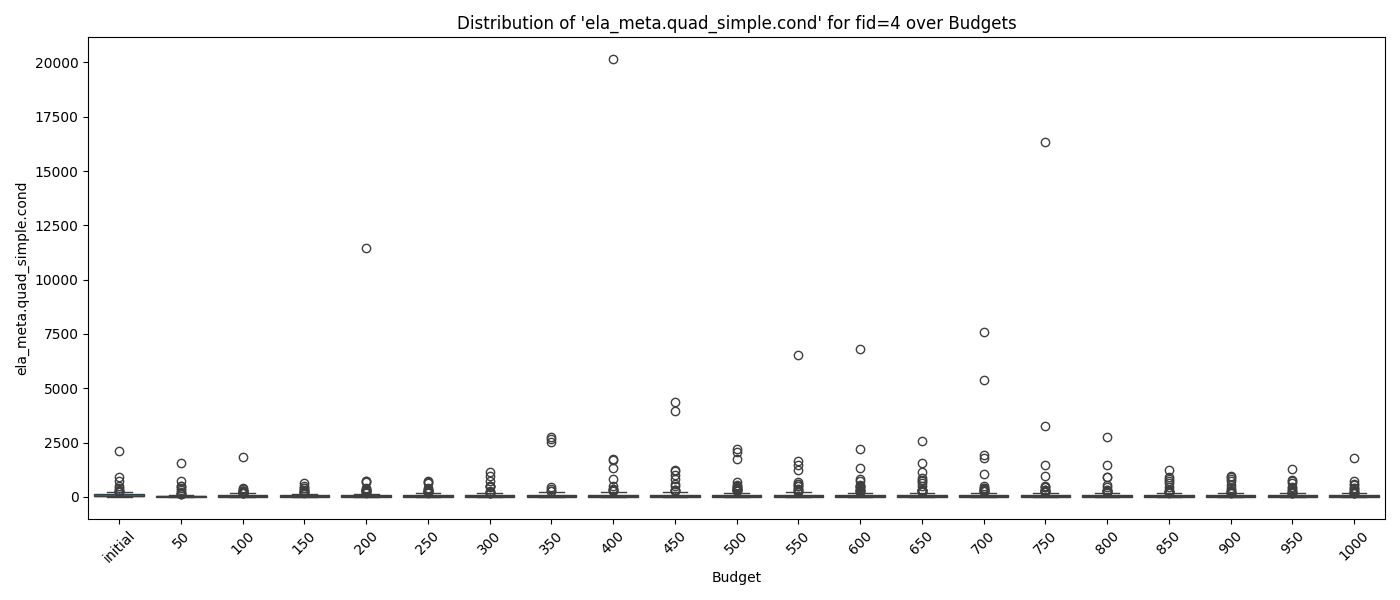 Distribution of 'ela_meta.quad_simple.cond' for fid=4 over Budgets
ela_meta.quad_simple.cond
20000
17500
15000
12500
10000
7500
5000
2500
0
initial 50 100 150 200 250 300 350 400 450 500 550 600 650 700 750 800 850 900 950 1000
Budget